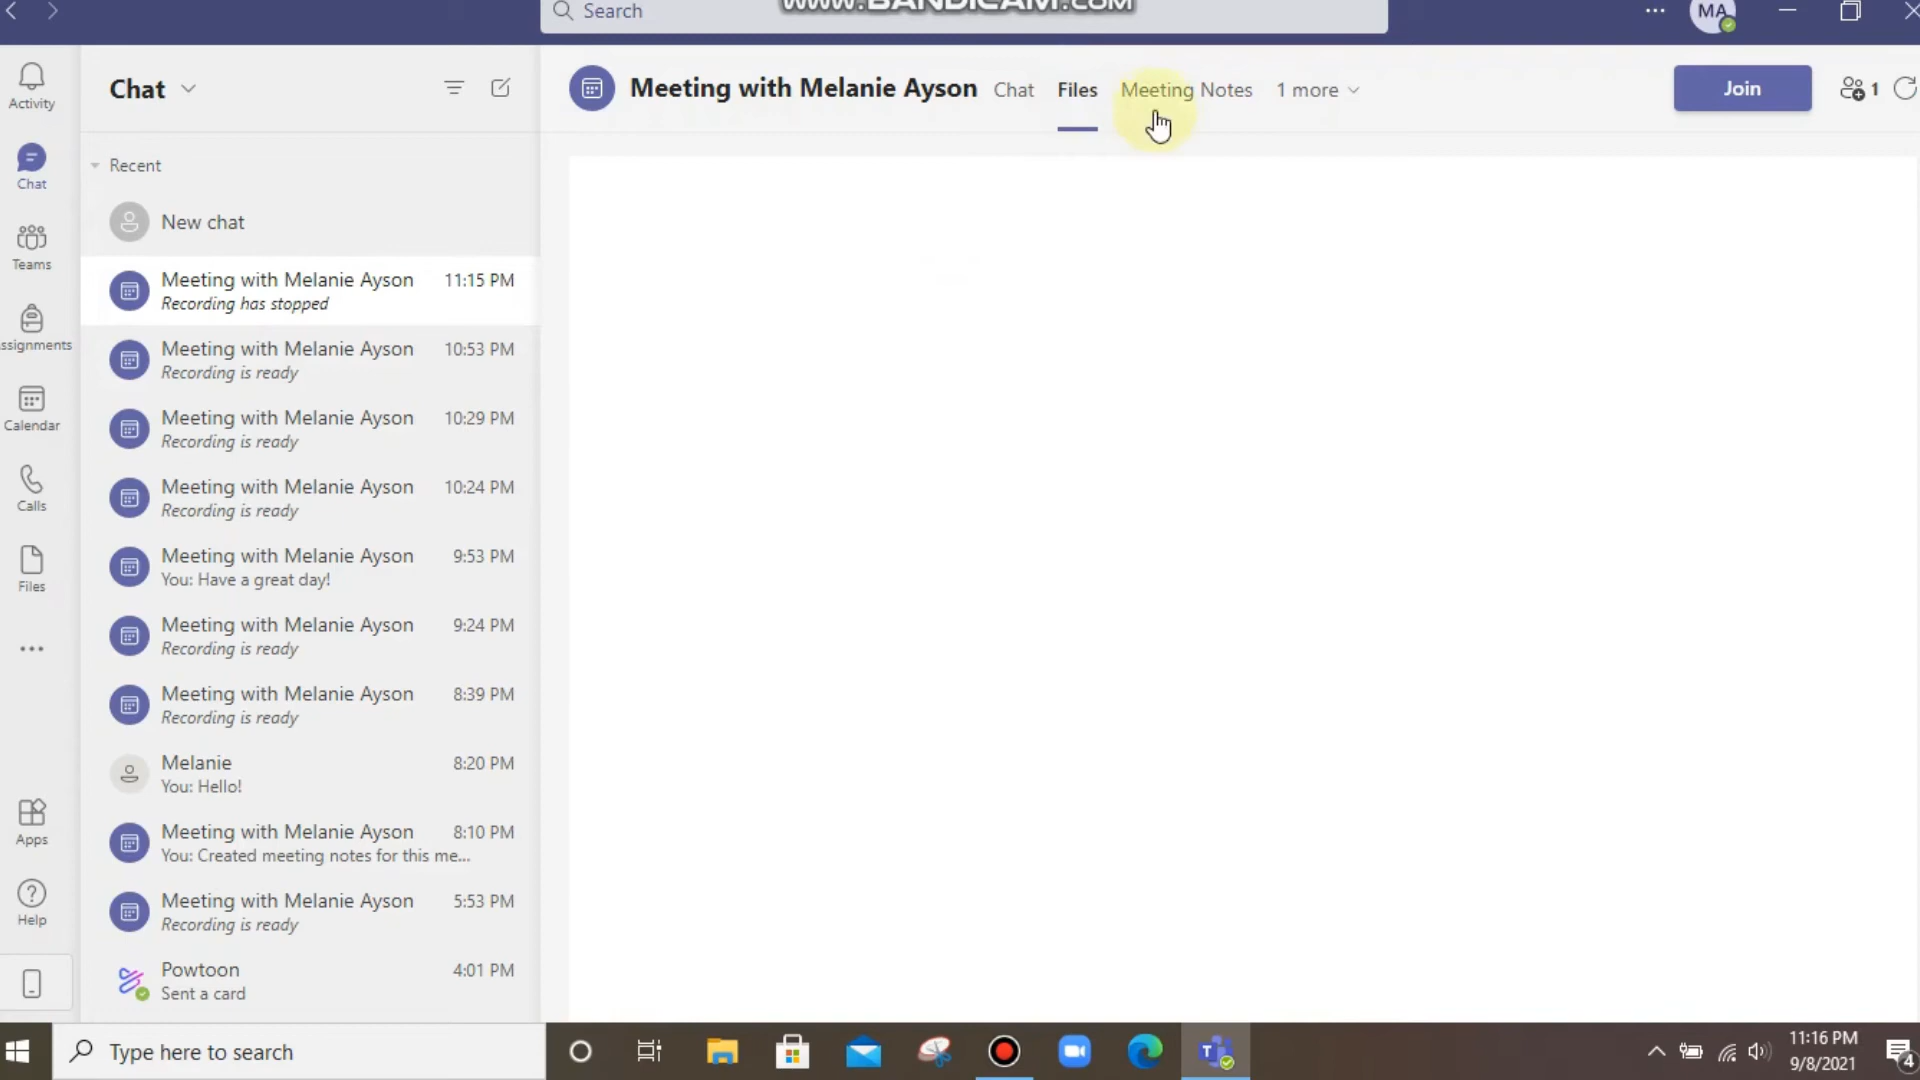 www.BANDICAM.com
Search
MA
Activity
Chat
Teams
ssignments
Calendar
Calls
Files
Apps
Help
Chat
Recent
New chat
Meeting with Melanie Ayson 11:15 PM
Recording has stopped
Meeting with Melanie Ayson 10:53 PM
Recording is ready
Meeting with Melanie Ayson 10:29 PM
Recording is ready
Meeting with Melanie Ayson 10:24 PM
Recording is ready
Meeting with Melanie Ayson 9:53 PM
You: Have a great day!
Meeting with Melanie Ayson 9:24 PM
Recording is ready
Meeting with Melanie Ayson 8:39 PM
Recording is ready
Melanie 8:20 PM
You: Hello!
Meeting with Melanie Ayson 8:10 PM
You: Created meeting notes for this me...
Meeting with Melanie Ayson 5:53 PM
Recording is ready
Powtoon 4:01 PM
Sent a card
Meeting with Melanie Ayson Chat Files Meeting Notes 1 more Join 1
Type here to search
T
11:16 PM
9/8/2021
4